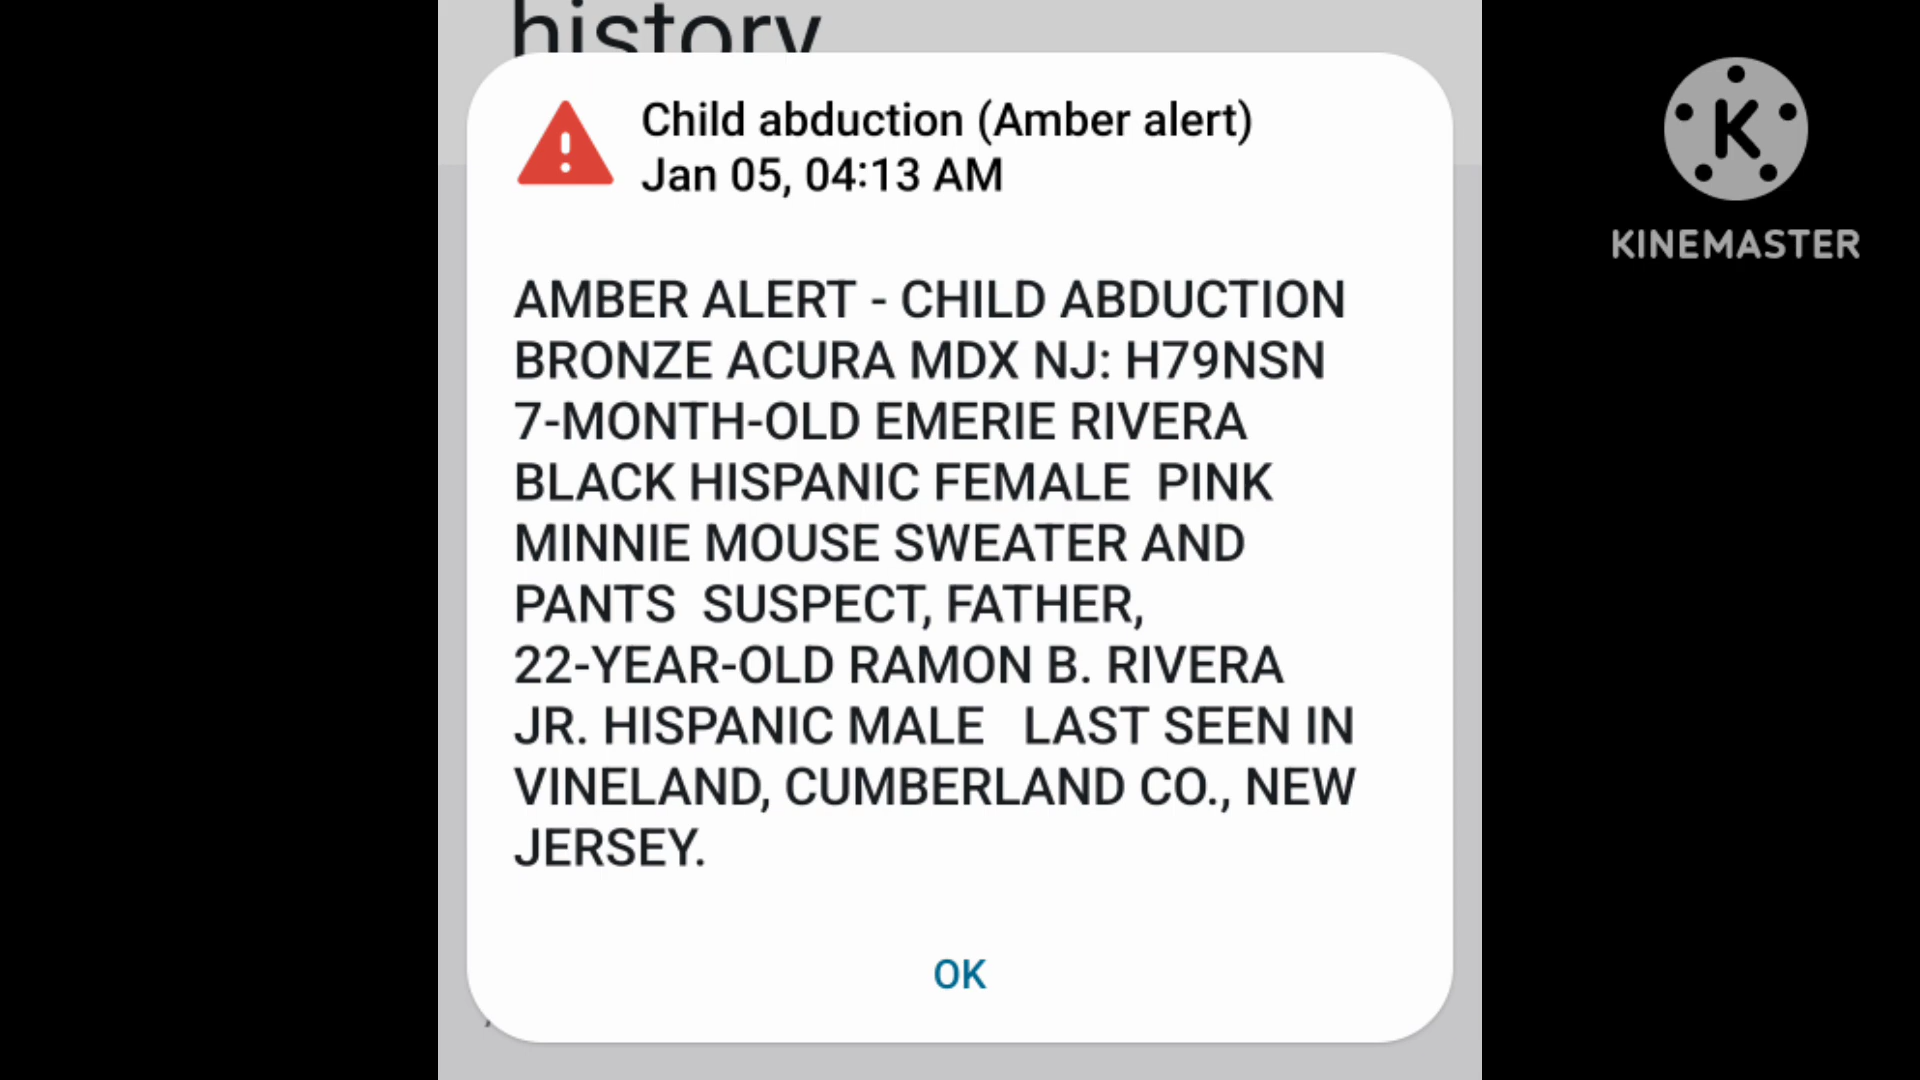 history
Child abduction (Amber alert)
Jan 05, 04:13 AM
AMBER ALERT - CHILD ABDUCTION
BRONZE ACURA MDX NJ: H79NSN
7-MONTH-OLD EMERIE RIVERA
BLACK HISPANIC FEMALE  PINK
MINNIE MOUSE SWEATER AND
PANTS  SUSPECT, FATHER,
22-YEAR-OLD RAMON B. RIVERA
JR. HISPANIC MALE   LAST SEEN IN
VINELAND, CUMBERLAND CO., NEW
JERSEY.
OK
K
KINEMASTER